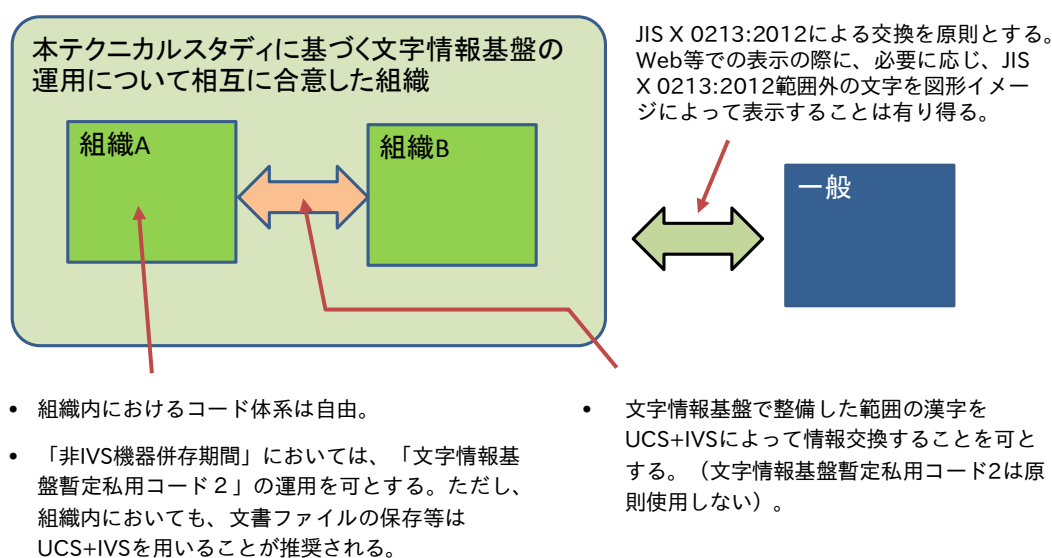 本テクニカルスタディに基づく文字情報基盤の
運用について相互に合意した組織
組織A
組織B
JIS X 0213:2012による交換を原則とする。
Web等での表示の際に、必要に応じ、JIS
X 0213:2012範囲外の文字を図形イメー
ジによって表示することは有り得る。
一般
• 組織内におけるコード体系は自由。
• 「非IVS機器併存期間」においては、「文字情報基
盤暫定私用コード２」の運用を可とする。ただし、
組織内においても、文書ファイルの保存等は
UCS+IVSを用いることが推奨される。
• 文字情報基盤で整備した範囲の漢字を
UCS+IVSによって情報交換することを可と
する。（文字情報基盤暫定私用コード2は原
則使用しない）。